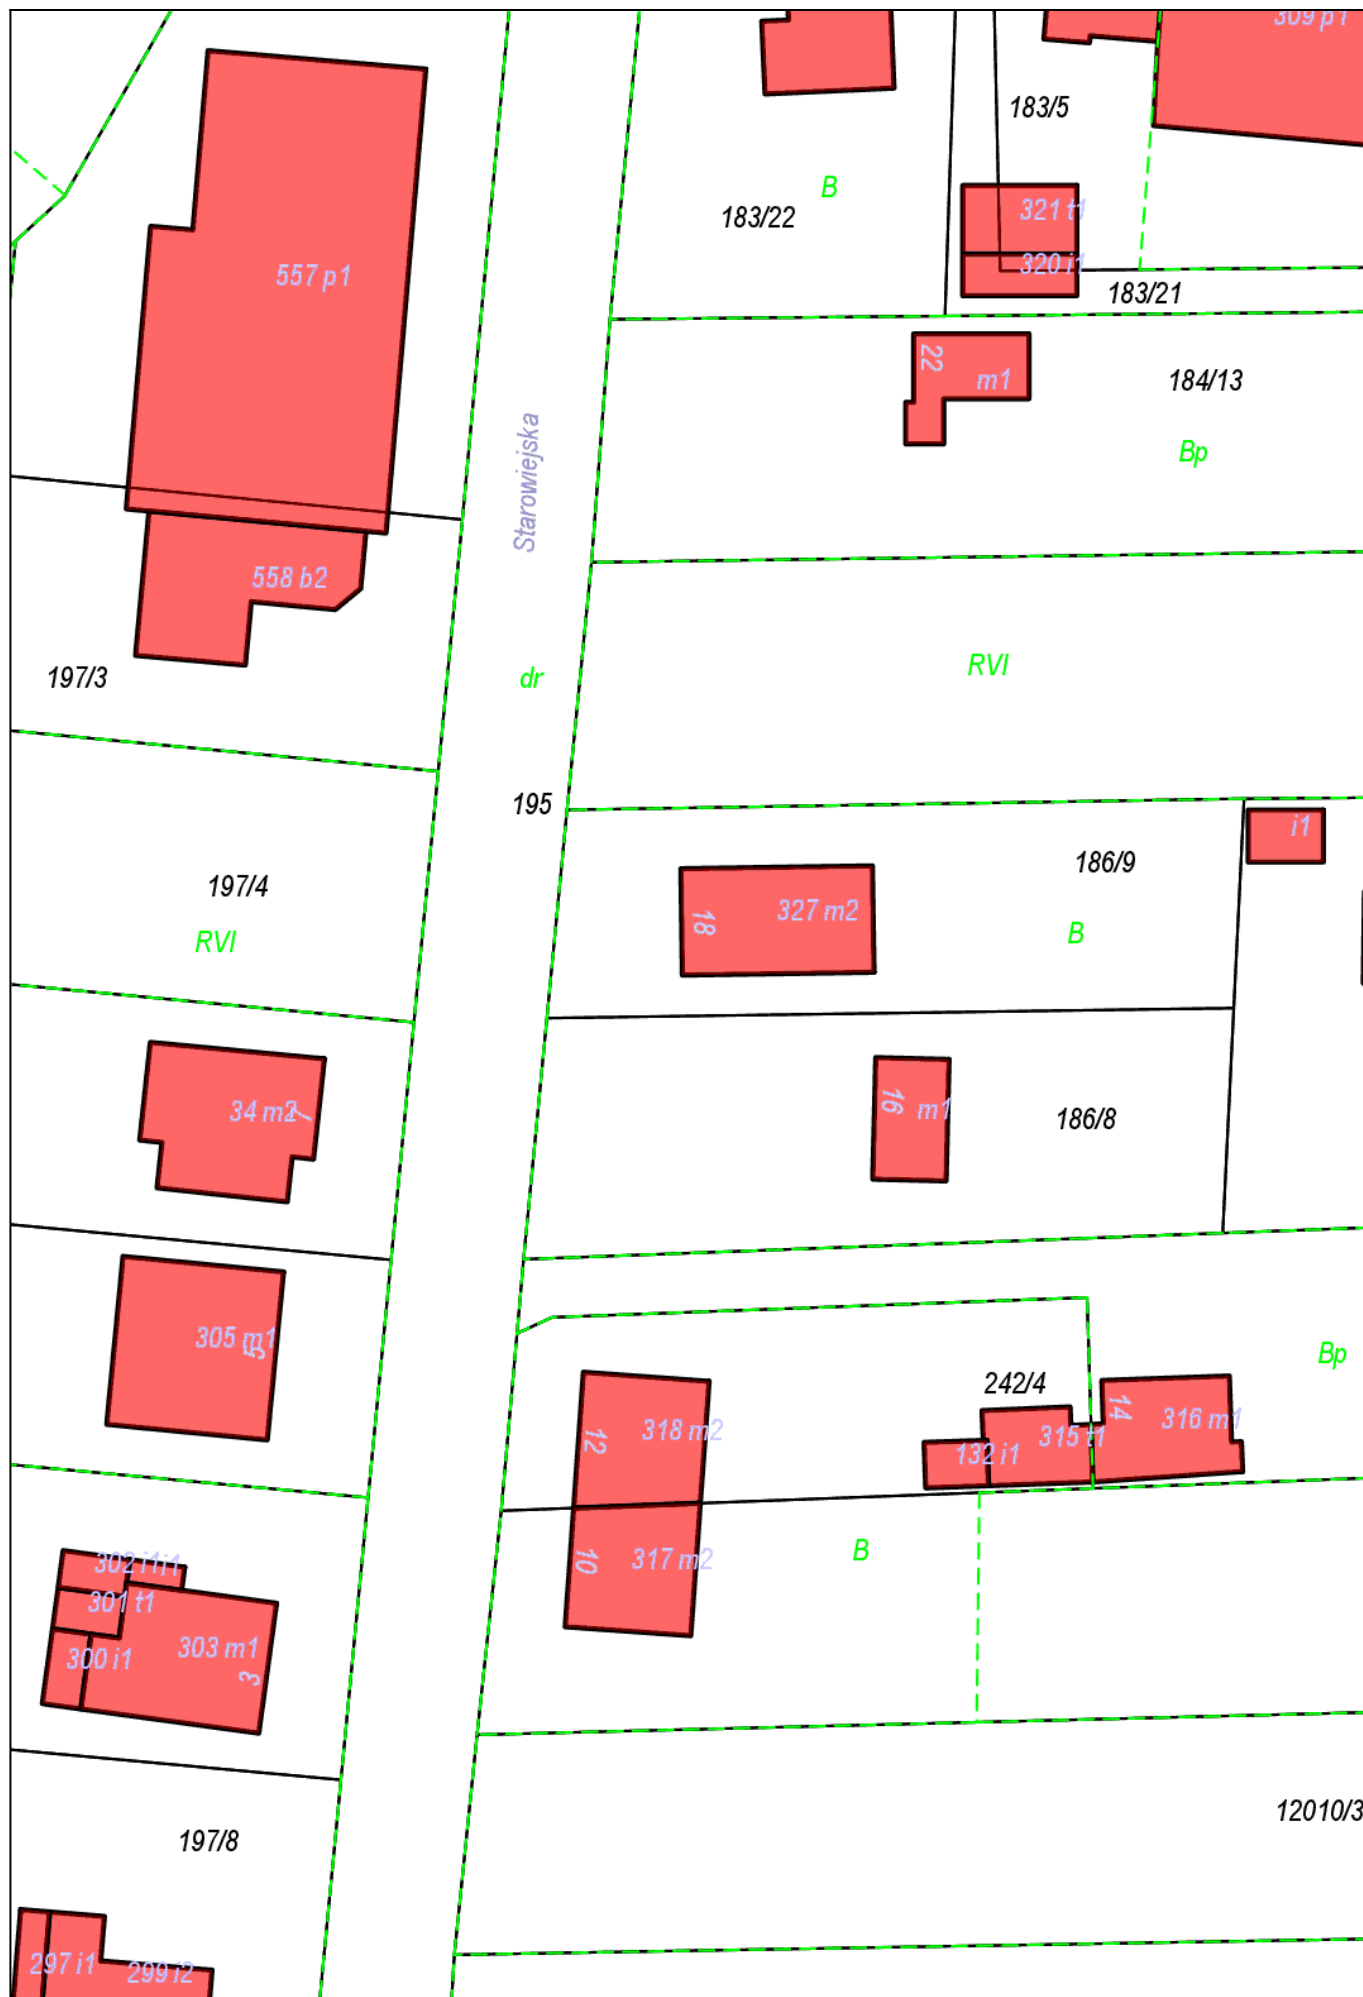 309 p1
183/5
B
183/22
321 t1
320 i1
183/21
557 p1
22
m1
184/13
Bp
Starowiejska
558 b2
197/3
dr
RVI
195
i1
186/9
197/4
18
327 m2
B
RVI
34 m2
7
16
m1
186/8
305 m1
5
Bp
242/4
14
316 m1
12
318 m2
315 t1
132 i1
B
10
317 m2
302 i1
i1
301 t1
303 m1
300 i1
3
12010/3
197/8
297 i1
299 i2